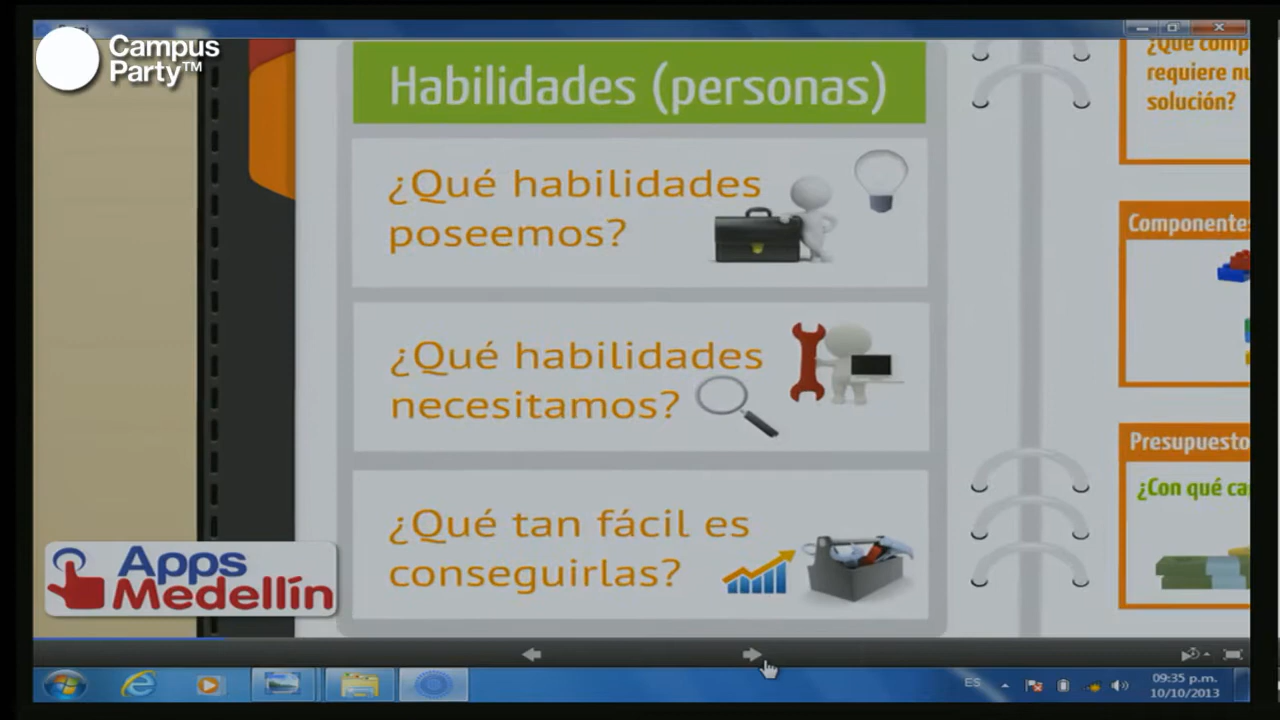 Campus
Party™
Habilidades (personas)
¿Qué habilidades
poseemos?
¿Qué habilidades
necesitamos?
¿Qué tan fácil es
conseguirlas?
requiere
solución?
Componentes
Presupuesto
¿Con qué
Apps
Medellín
ES
09:35 p.m.
10/10/2013